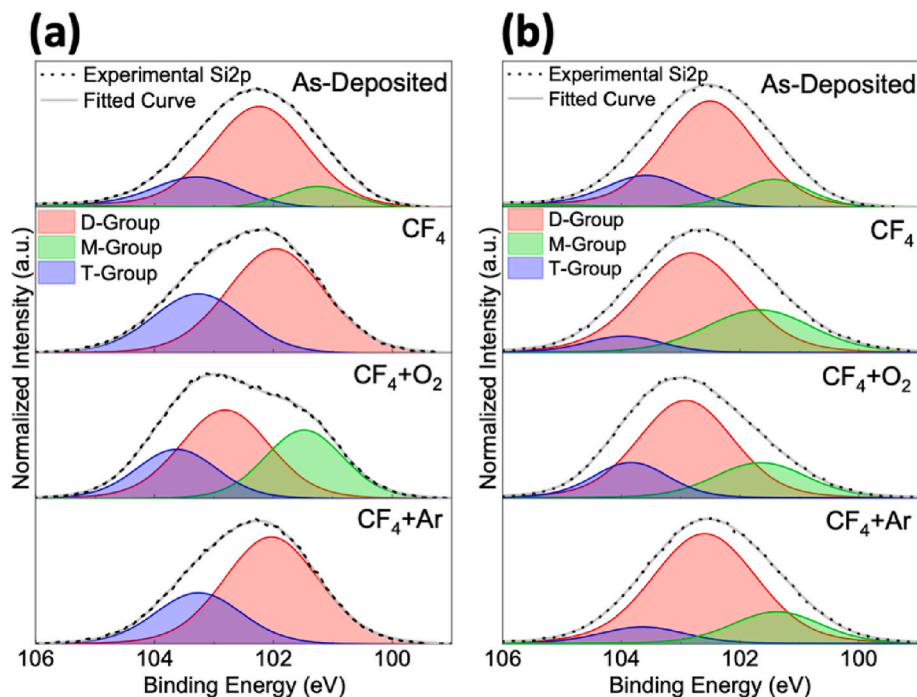 (a)
Normalized Intensity (a.u.)
Experimental Si2p
Fitted Curve
As-Deposited
D-Group
M-Group
T-Group
CF4
CF4+O2
CF4+Ar
106 104 102 100
Binding Energy (eV)
(b)
Normalized Intensity (a.u.)
Experimental Si2p
Fitted Curve
As-Deposited
D-Group
M-Group
T-Group
CF4
CF4+O2
CF4+Ar
106 104 102 100
Binding Energy (eV)